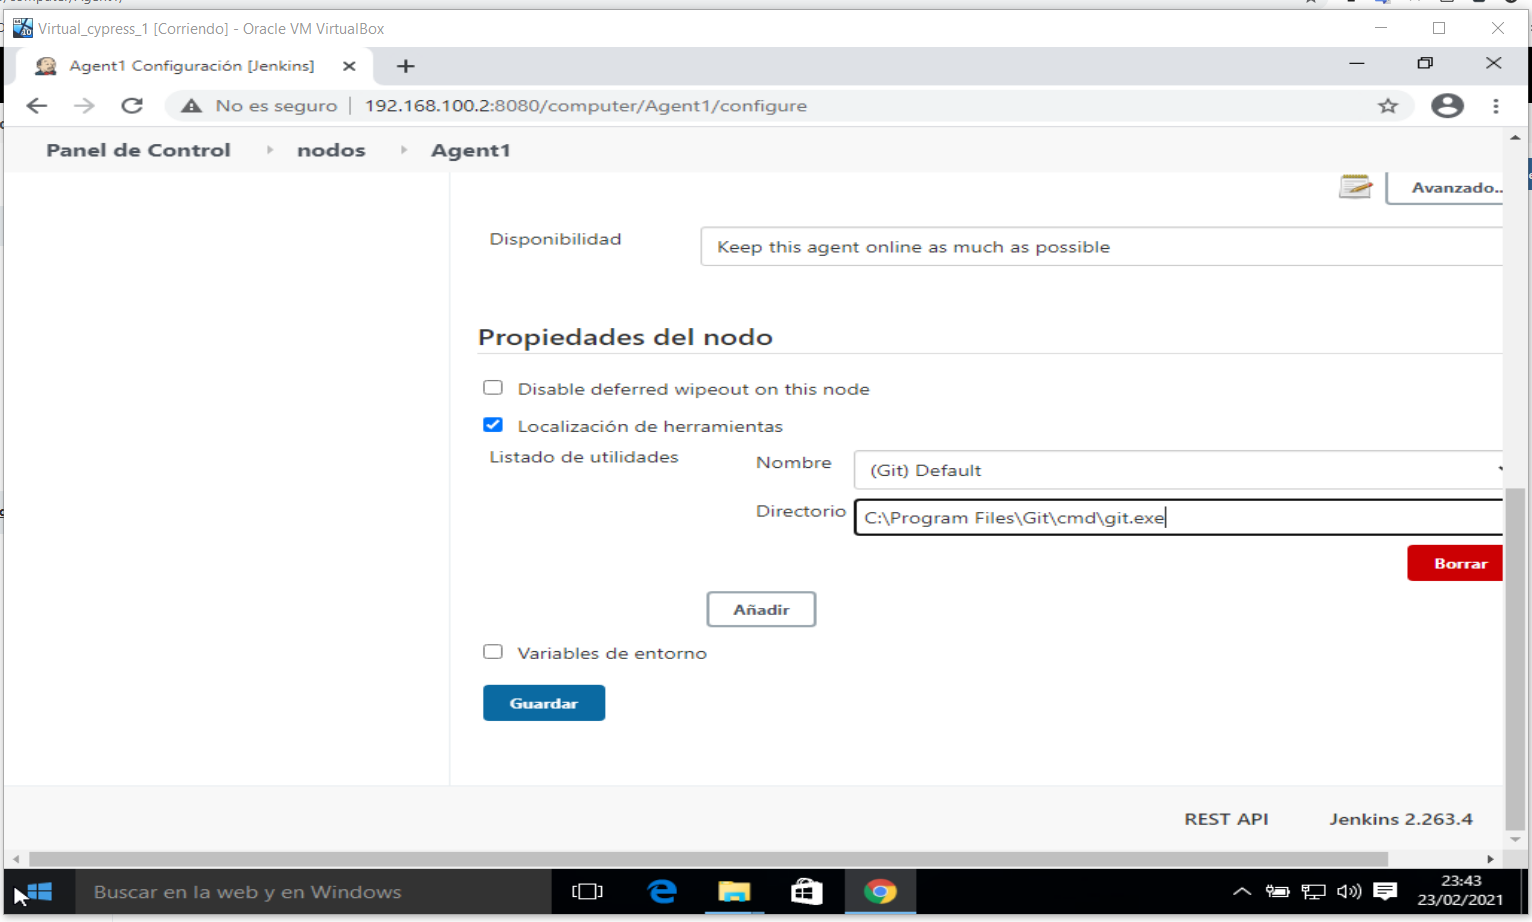 Virtual_cypress_1 [Corriendo] - Oracle VM VirtualBox
Agent1 Configuración [Jenkins]
No es seguro 192.168.100.2:8080/computer/Agent1/configure
Panel de Control nodos Agent1
Avanzado..
Disponibilidad Keep this agent online as much as possible
Propiedades del nodo
Disable deferred wipeout on this node
Localización de herramientas
Listado de utilidades Nombre (Git) Default
Directorio C:\Program Files\Git\cmd\git.exe
Borrar
Añadir
Variables de entorno
Guardar
REST API Jenkins 2.263.4
Buscar en la web y en Windows
23:43
23/02/2021